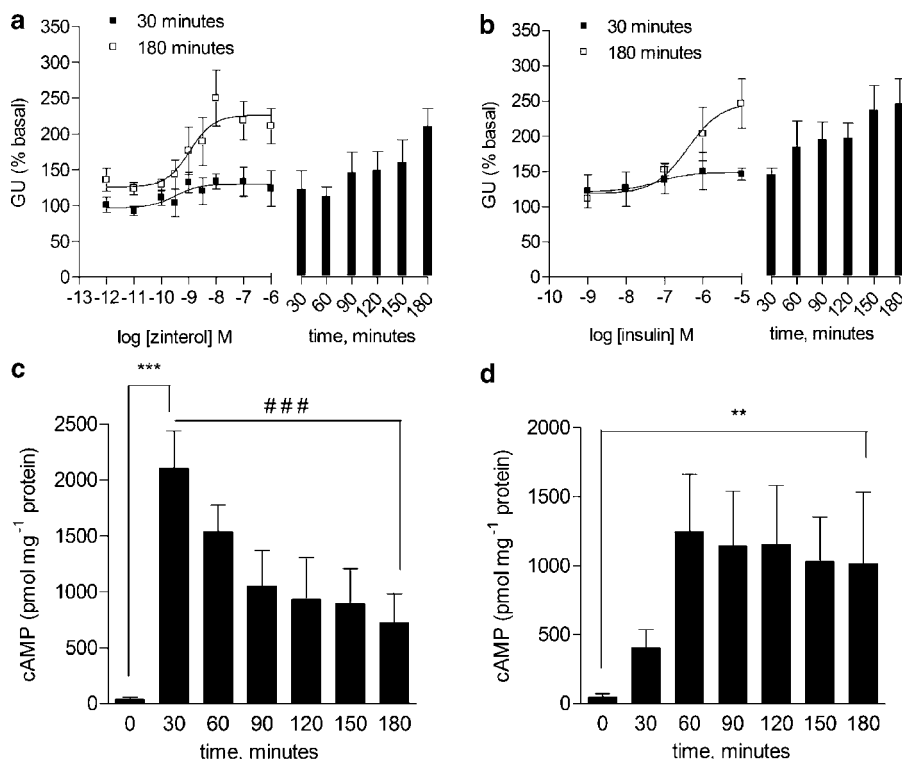 a
30 minutes
180 minutes
GU (% basal)
350
300
250
200
150
100
50
0
-13 -12 -11 -10 -9 -8 -7 -6
log [zinterol] M
30 60 90 120 150 180
time, minutes
b
30 minutes
180 minutes
GU (% basal)
350
300
250
200
150
100
50
0
-10 -9 -8 -7 -6 -5
log [insulin] M
30 60 90 120 150 180
time, minutes
c
***
###
cAMP (pmol mg⁻¹ protein)
2500
2000
1500
1000
500
0
0 30 60 90 120 150 180
time, minutes
d
**
cAMP (pmol mg⁻¹ protein)
2000
1500
1000
500
0
0 30 60 90 120 150 180
time, minutes